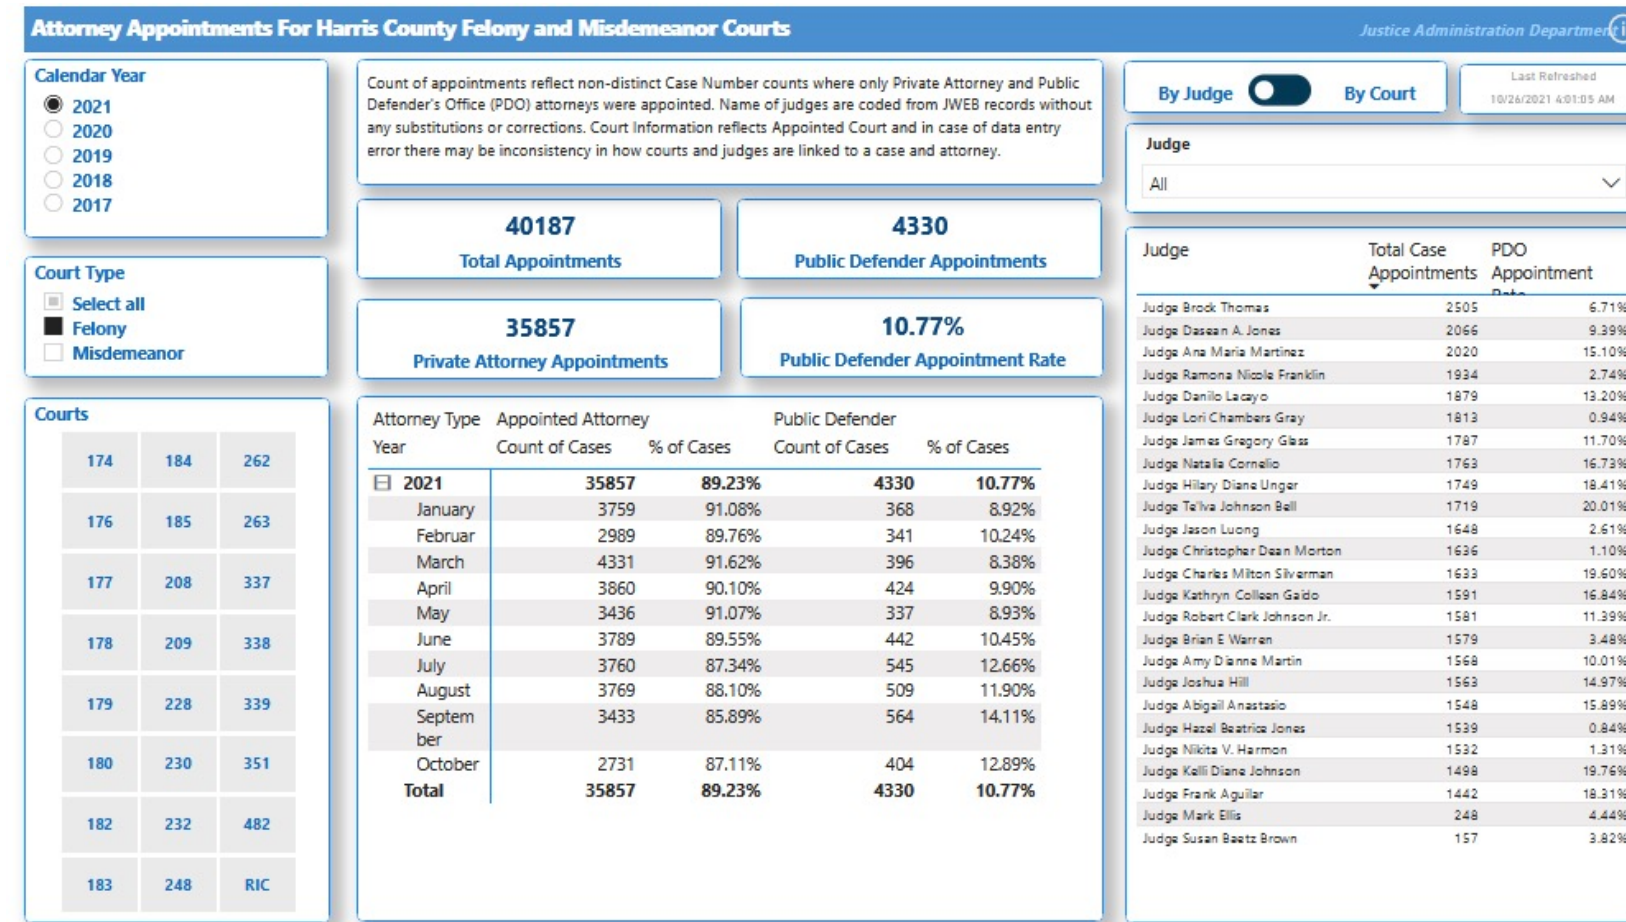 Attorney Appointments For Harris County Felony and Misdemeanor Courts
Justice Administration Department
Calendar Year
2021
2020
2019
2018
2017
Court Type
Select all
Felony
Misdemeanor
Courts
174 184 262
176 185 263
177 208 337
178 209 338
179 228 339
180 230 351
182 232 482
183 248 RIC
Count of appointments reflect non-distinct Case Number counts where only Private Attorney and Public
Defender's Office (PDO) attorneys were appointed. Name of judges are coded from JWEB records without
any substitutions or corrections. Court Information reflects Appointed Court and in case of data entry
error there may be inconsistency in how courts and judges are linked to a case and attorney.
40187
Total Appointments
4330
Public Defender Appointments
35857
Private Attorney Appointments
10.77%
Public Defender Appointment Rate
Attorney Type Appointed Attorney Public Defender
Year Count of Cases % of Cases Count of Cases % of Cases
2021 35857 89.23% 4330 10.77%
January 3759 91.08% 368 8.92%
Februar 2989 89.76% 341 10.24%
March 4331 91.62% 396 8.38%
April 3860 90.10% 424 9.90%
May 3436 91.07% 337 8.93%
June 3789 89.55% 442 10.45%
July 3760 87.34% 545 12.66%
August 3769 88.10% 509 11.90%
Septem 3433 85.89% 564 14.11%
ber
October 2731 87.11% 404 12.89%
Total 35857 89.23% 4330 10.77%
By Judge By Court
Last Refreshed
10/26/2021 4:01:05 AM
Judge
All
Judge Total Case PDO
Appointments Appointment
Rate
Judge Brock Thomas 2505 6.71%
Judge Dasean A. Jones 2066 9.39%
Judge Ana Maria Martinez 2020 15.10%
Judge Ramona Nicole Franklin 1934 2.74%
Judge Danilo Lacayo 1879 13.20%
Judge Lori Chambers Gray 1813 0.94%
Judge James Gregory Glass 1787 11.70%
Judge Natalia Cornelio 1763 16.73%
Judge Hilary Diane Unger 1749 18.41%
Judge Te'lva Johnson Bell 1719 20.01%
Judge Jason Luong 1648 2.61%
Judge Christopher Dean Morton 1636 1.10%
Judge Charles Milton Silverman 1633 19.60%
Judge Kathryn Colleen Gaido 1591 16.84%
Judge Robert Clark Johnson Jr. 1581 11.39%
Judge Brian E Warren 1579 3.48%
Judge Amy Dianne Martin 1568 10.01%
Judge Joshua Hill 1563 14.97%
Judge Abigail Anastasio 1548 15.89%
Judge Hazel Beatrice Jones 1539 0.84%
Judge Nikita V. Harmon 1532 1.31%
Judge Kelli Diane Johnson 1498 19.76%
Judge Frank Aguilar 1442 18.31%
Judge Mark Ellis 248 4.44%
Judge Susan Baetz Brown 157 3.82%